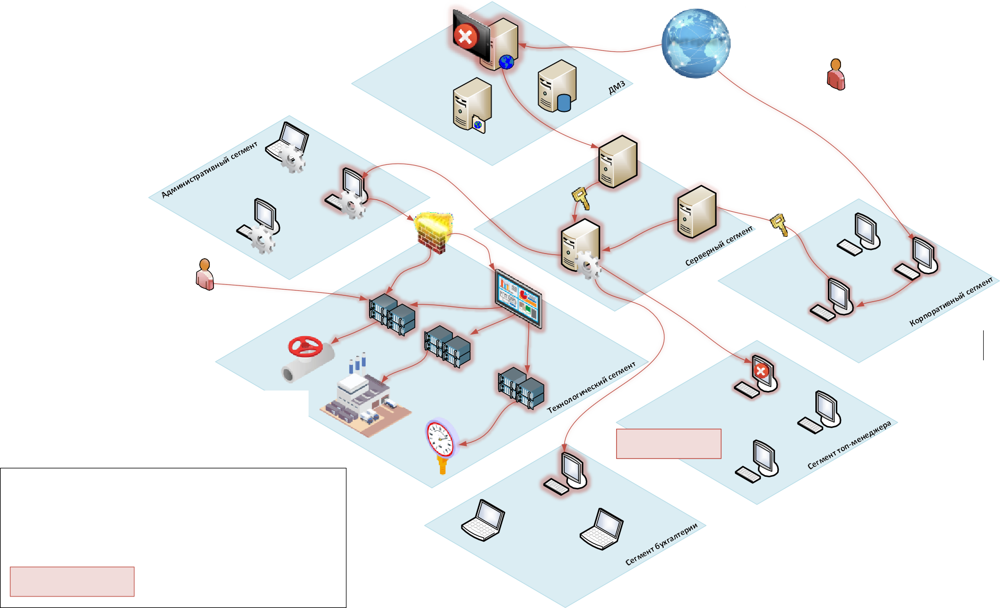 ДМЗ
Административный сегмент
Серверный сегмент
Корпоративный сегмент
Технологический сегмент
Сегмент топ-менеджера
Сегмент бухгалтерии